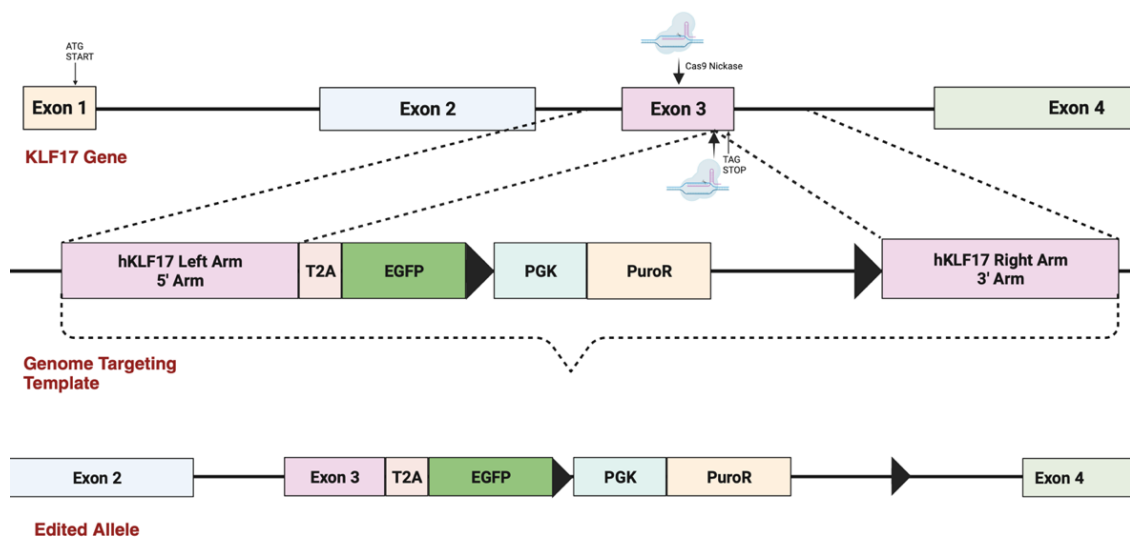 ATG
START
Cas9 Nickase
Exon 1
Exon 2
Exon 3
Exon 4
KLF17 Gene
TAG
STOP
hKLF17 Left Arm
5' Arm
T2A
EGFP
PGK
PuroR
hKLF17 Right Arm
3' Arm
Genome Targeting
Template
Exon 2
Exon 3
T2A
EGFP
PGK
PuroR
Exon 4
Edited Allele